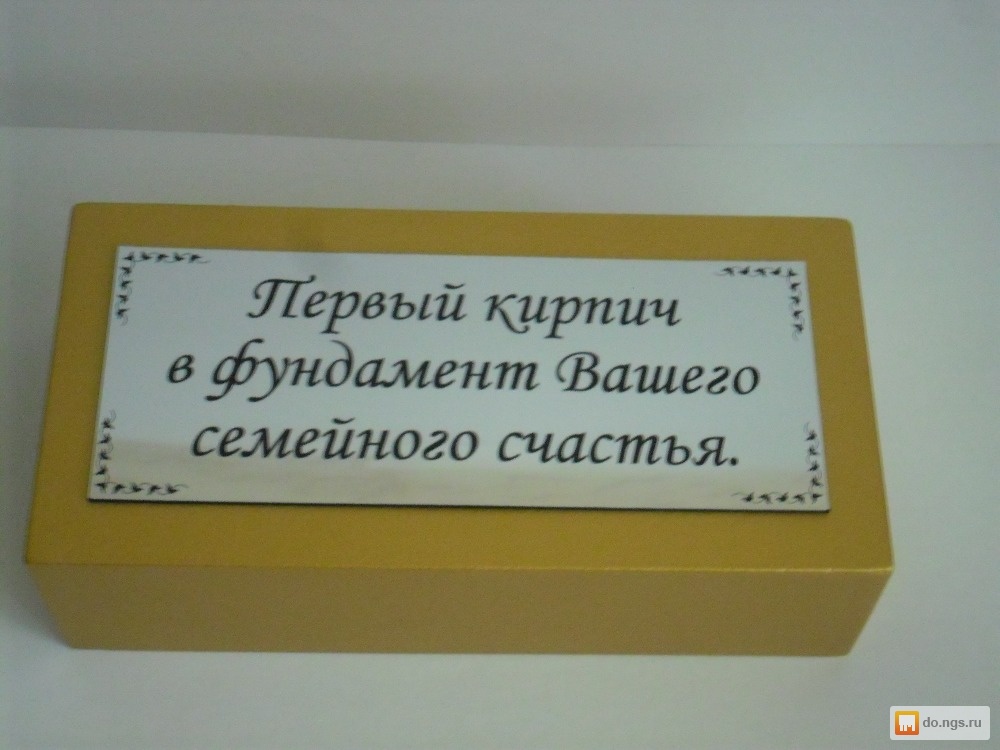 Первый кирпич
в фундамент Вашего
семейного счастья.
do.ngs.ru